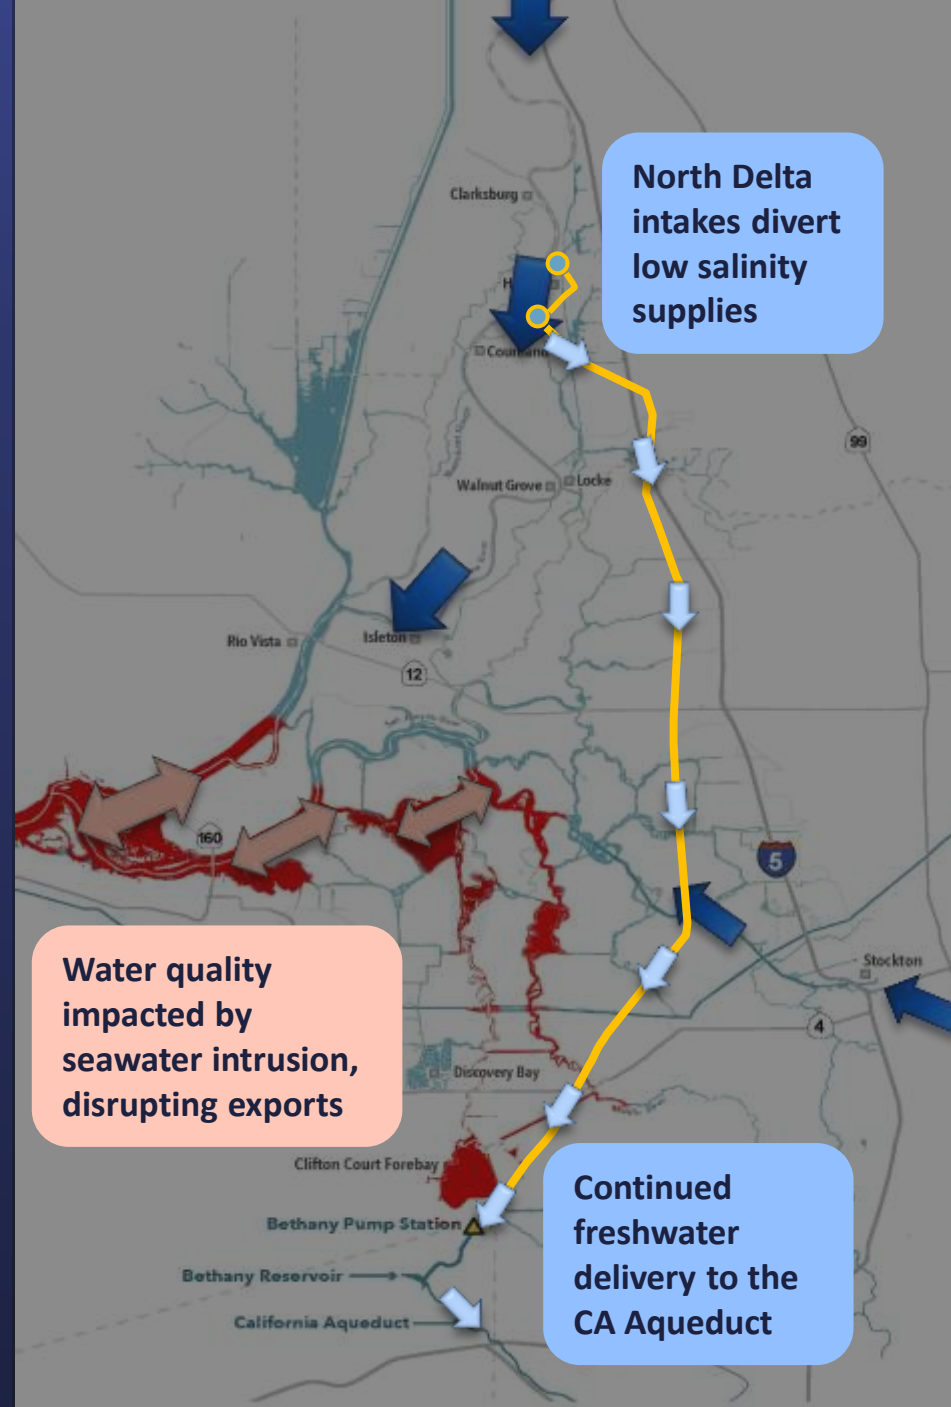 Clarksburg
North Delta
intakes divert
low salinity
supplies
99
Walnut Grove
Locke
Rio Vista
Isleton
12
160
5
Water quality
impacted by
seawater intrusion,
disrupting exports
Stockton
4
Discovery Bay
Clifton Court Forebay
Bethany Pump Station
Bethany Reservoir
California Aqueduct
Continued
freshwater
delivery to the
CA Aqueduct